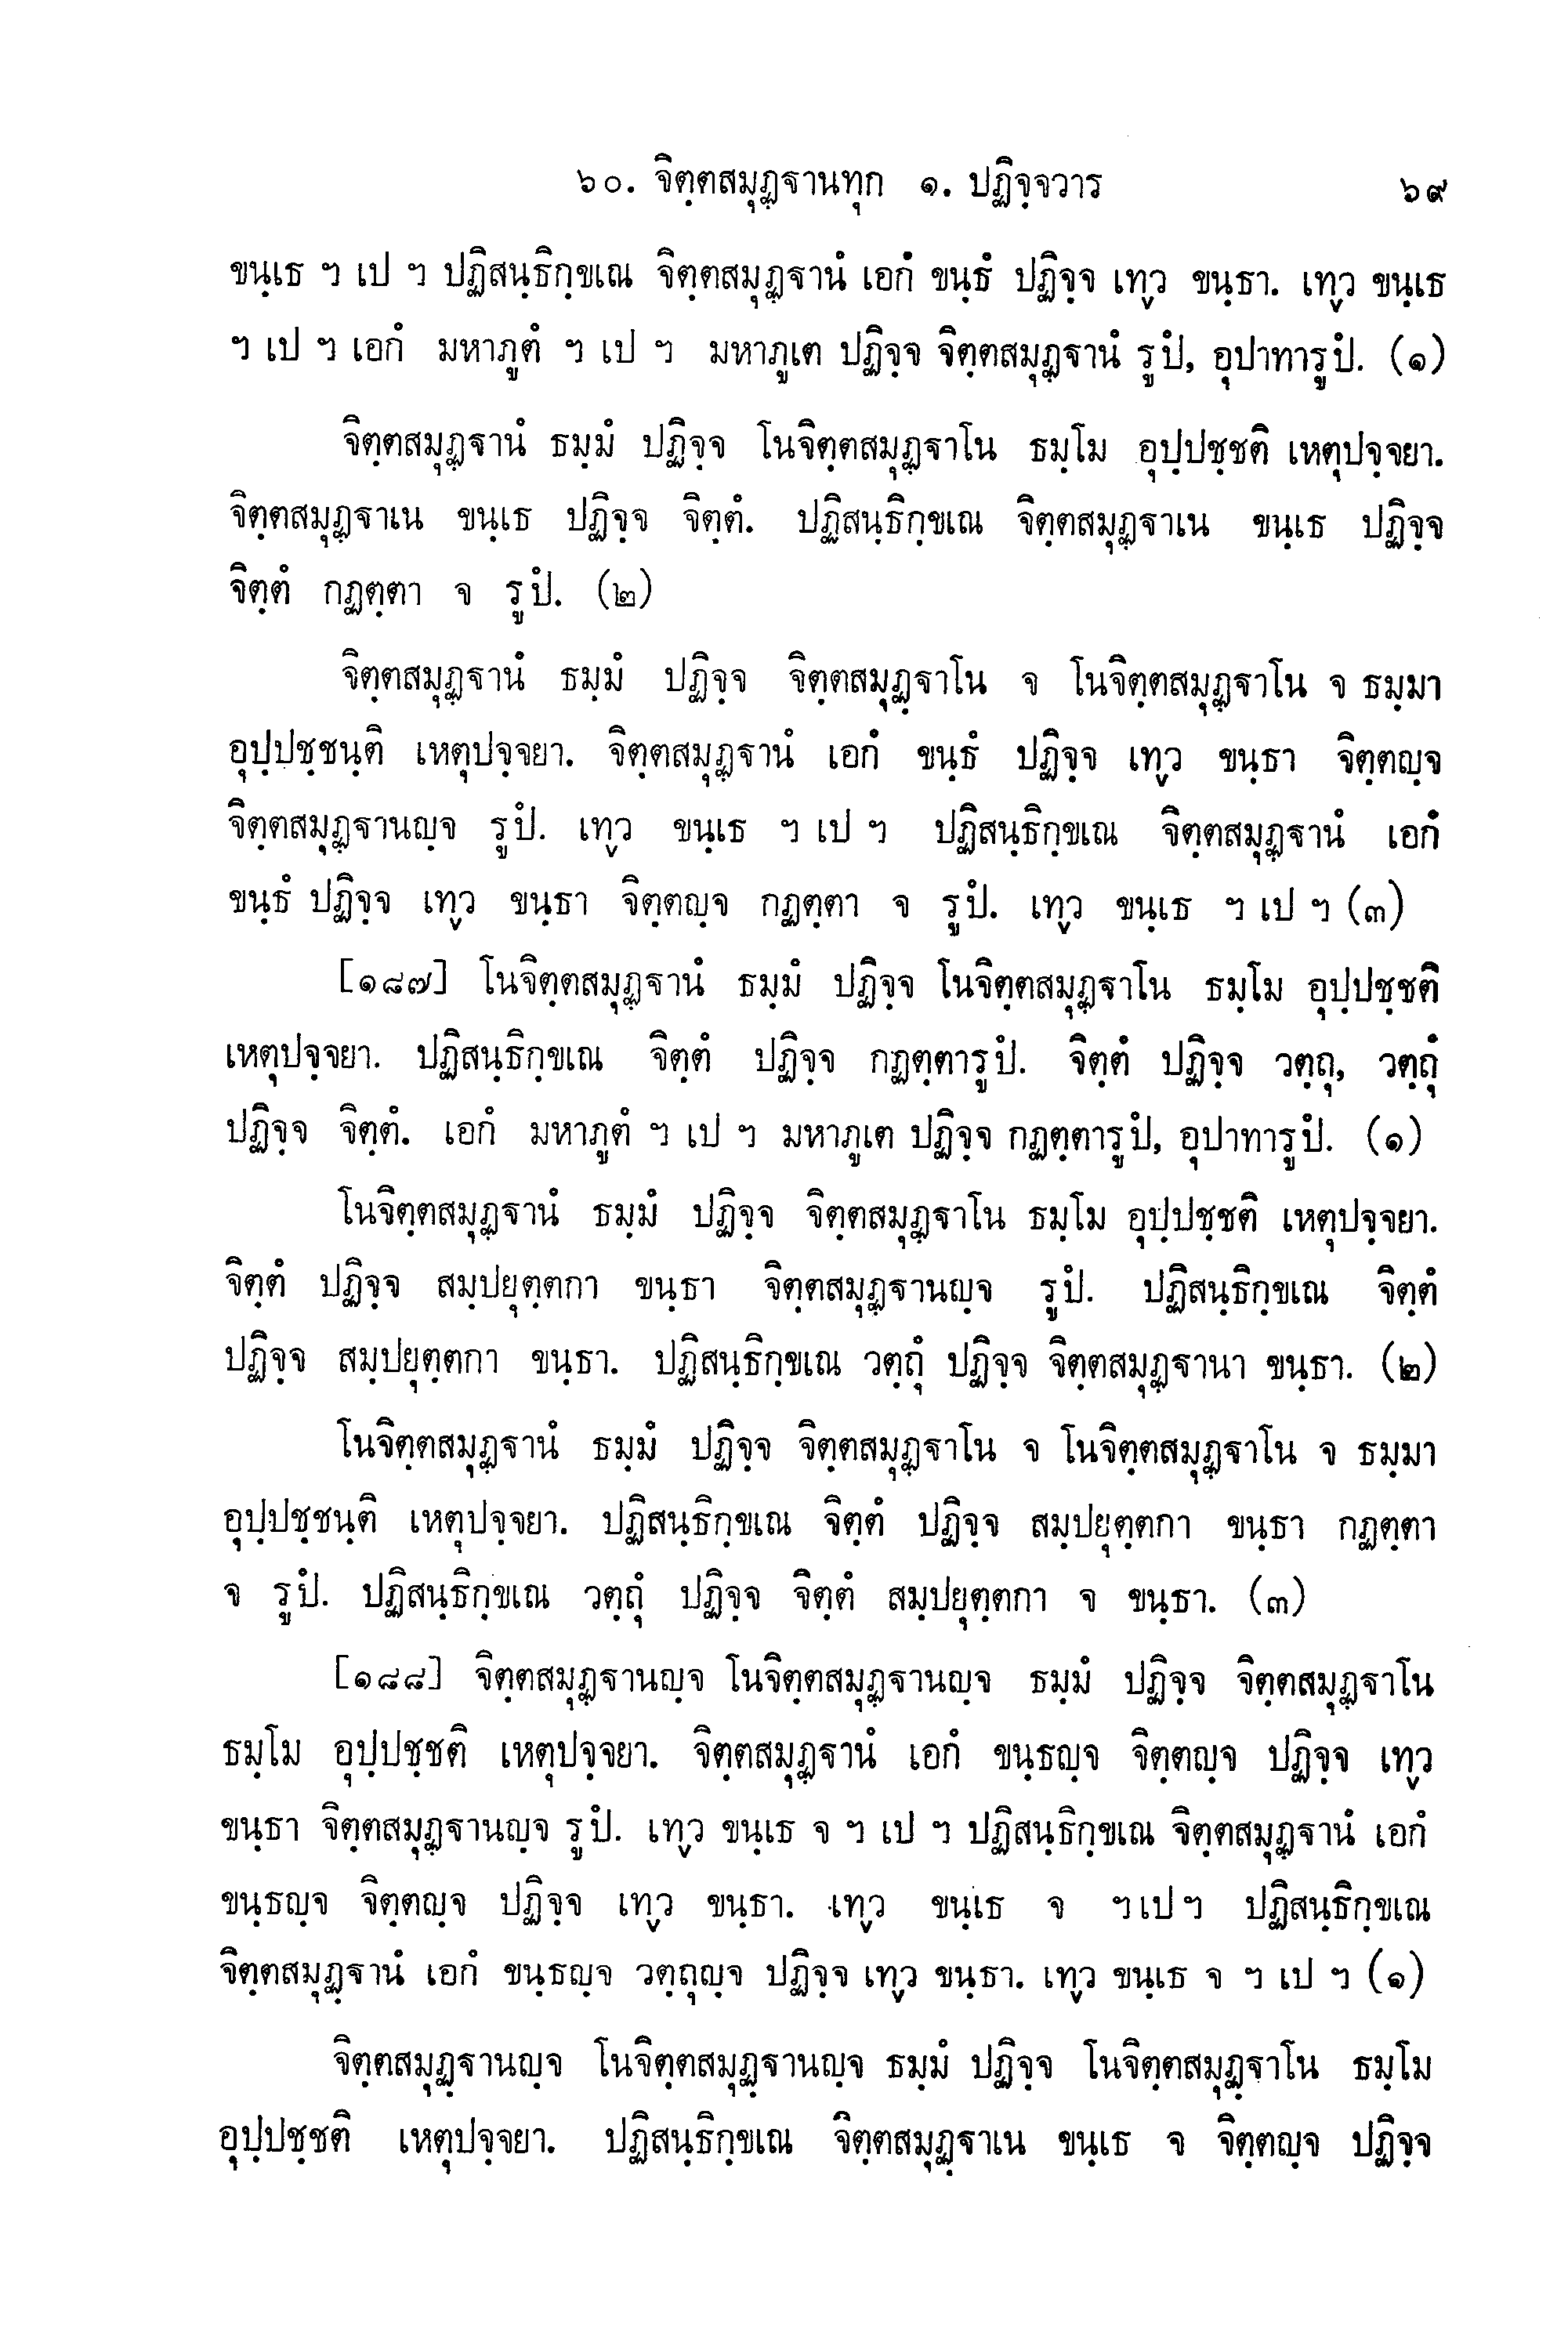 ๖๐. จิตฺตสมุฏฺฐานทุก ๑. ปฏิจฺจวาร ๖๙
ขนฺเธ ฯ เป ฯ ปฏิสนฺธิกฺขเณ จิตฺตสมุฏฺฐานํ เอกํ ขนฺธํ ปฏิจฺจ เทฺว ขนฺธา. เทฺว ขนฺเธ
ฯ เป ฯ เอกํ มหาภูตํ ฯ เป ฯ มหาภูเต ปฏิจฺจ จิตฺตสมุฏฺฐานํ รูปํ, อุปาทารูปํ. (๑)
จิตฺตสมุฏฺฐานํ ธมฺมํ ปฏิจฺจ โนจิตฺตสมุฏฺฐาโน ธมฺโม อุปฺปชฺชติ เหตุปจฺจยา.
จิตฺตสมุฏฺฐาเน ขนฺเธ ปฏิจฺจ จิตฺตํ. ปฏิสนฺธิกฺขเณ จิตฺตสมุฏฺฐาเน ขนฺเธ ปฏิจฺจ
จิตฺตํ กฏตฺตา จ รูปํ. (๒)
จิตฺตสมุฏฺฐานํ ธมฺมํ ปฏิจฺจ จิตฺตสมุฏฺฐาโน จ โนจิตฺตสมุฏฺฐาโน จ ธมฺมา
อุปฺปชฺชนฺติ เหตุปจฺจยา. จิตฺตสมุฏฺฐานํ เอกํ ขนฺธํ ปฏิจฺจ เทฺว ขนฺธา จิตฺตญฺจ
จิตฺตสมุฏฺฐานญฺจ รูปํ. เทฺว ขนฺเธ ฯ เป ฯ ปฏิสนฺธิกฺขเณ จิตฺตสมุฏฺฐานํ เอกํ
ขนฺธํ ปฏิจฺจ เทฺว ขนฺธา จิตฺตญฺจ กฏตฺตา จ รูปํ. เทฺว ขนฺเธ ฯ เป ฯ (๓)
[๑๘๗] โนจิตฺตสมุฏฺฐานํ ธมฺมํ ปฏิจฺจ โนจิตฺตสมุฏฺฐาโน ธมฺโม อุปฺปชฺชติ
เหตุปจฺจยา. ปฏิสนฺธิกฺขเณ จิตฺตํ ปฏิจฺจ กฏตฺตารูปํ. จิตฺตํ ปฏิจฺจ วตฺถุ, วตฺถุํ
ปฏิจฺจ จิตฺตํ. เอกํ มหาภูตํ ฯ เป ฯ มหาภูเต ปฏิจฺจ กฏตฺตารูปํ, อุปาทารูปํ. (๑)
โนจิตฺตสมุฏฺฐานํ ธมฺมํ ปฏิจฺจ จิตฺตสมุฏฺฐาโน ธมฺโม อุปฺปชฺชติ เหตุปจฺจยา.
จิตฺตํ ปฏิจฺจ สมฺปยุตฺตกา ขนฺธา จิตฺตสมุฏฺฐานญฺจ รูปํ. ปฏิสนฺธิกฺขเณ จิตฺตํ
ปฏิจฺจ สมฺปยุตฺตกา ขนฺธา. ปฏิสนฺธิกฺขเณ วตฺถุํ ปฏิจฺจ จิตฺตสมุฏฺฐานา ขนฺธา. (๒)
โนจิตฺตสมุฏฺฐานํ ธมฺมํ ปฏิจฺจ จิตฺตสมุฏฺฐาโน จ โนจิตฺตสมุฏฺฐาโน จ ธมฺมา
อุปฺปชฺชนฺติ เหตุปจฺจยา. ปฏิสนฺธิกฺขเณ จิตฺตํ ปฏิจฺจ สมฺปยุตฺตกา ขนฺธา กฏตฺตา
จ รูปํ. ปฏิสนฺธิกฺขเณ วตฺถุํ ปฏิจฺจ จิตฺตํ สมฺปยุตฺตกา จ ขนฺธา. (๓)
[๑๘๘] จิตฺตสมุฏฺฐานญฺจ โนจิตฺตสมุฏฺฐานญฺจ ธมฺมํ ปฏิจฺจ จิตฺตสมุฏฺฐาโน
ธมฺโม อุปฺปชฺชติ เหตุปจฺจยา. จิตฺตสมุฏฺฐานํ เอกํ ขนฺธญฺจ จิตฺตญฺจ ปฏิจฺจ เทฺว
ขนฺธา จิตฺตสมุฏฺฐานญฺจ รูปํ. เทฺว ขนฺเธ จ ฯ เป ฯ ปฏิสนฺธิกฺขเณ จิตฺตสมุฏฺฐานํ เอกํ
ขนฺธญฺจ จิตฺตญฺจ ปฏิจฺจ เทฺว ขนฺธา. เทฺว ขนฺเธ จ ฯ เป ฯ ปฏิสนฺธิกฺขเณ
จิตฺตสมุฏฺฐานํ เอกํ ขนฺธญฺจ วตฺถุญฺจ ปฏิจฺจ เทฺว ขนฺธา. เทฺว ขนฺเธ จ ฯ เป ฯ (๑)
จิตฺตสมุฏฺฐานญฺจ โนจิตฺตสมุฏฺฐานญฺจ ธมฺมํ ปฏิจฺจ โนจิตฺตสมุฏฺฐาโน ธมฺโม
อุปฺปชฺชติ เหตุปจฺจยา. ปฏิสนฺธิกฺขเณ จิตฺตสมุฏฺฐาเน ขนฺเธ จ จิตฺตญฺจ ปฏิจฺจ